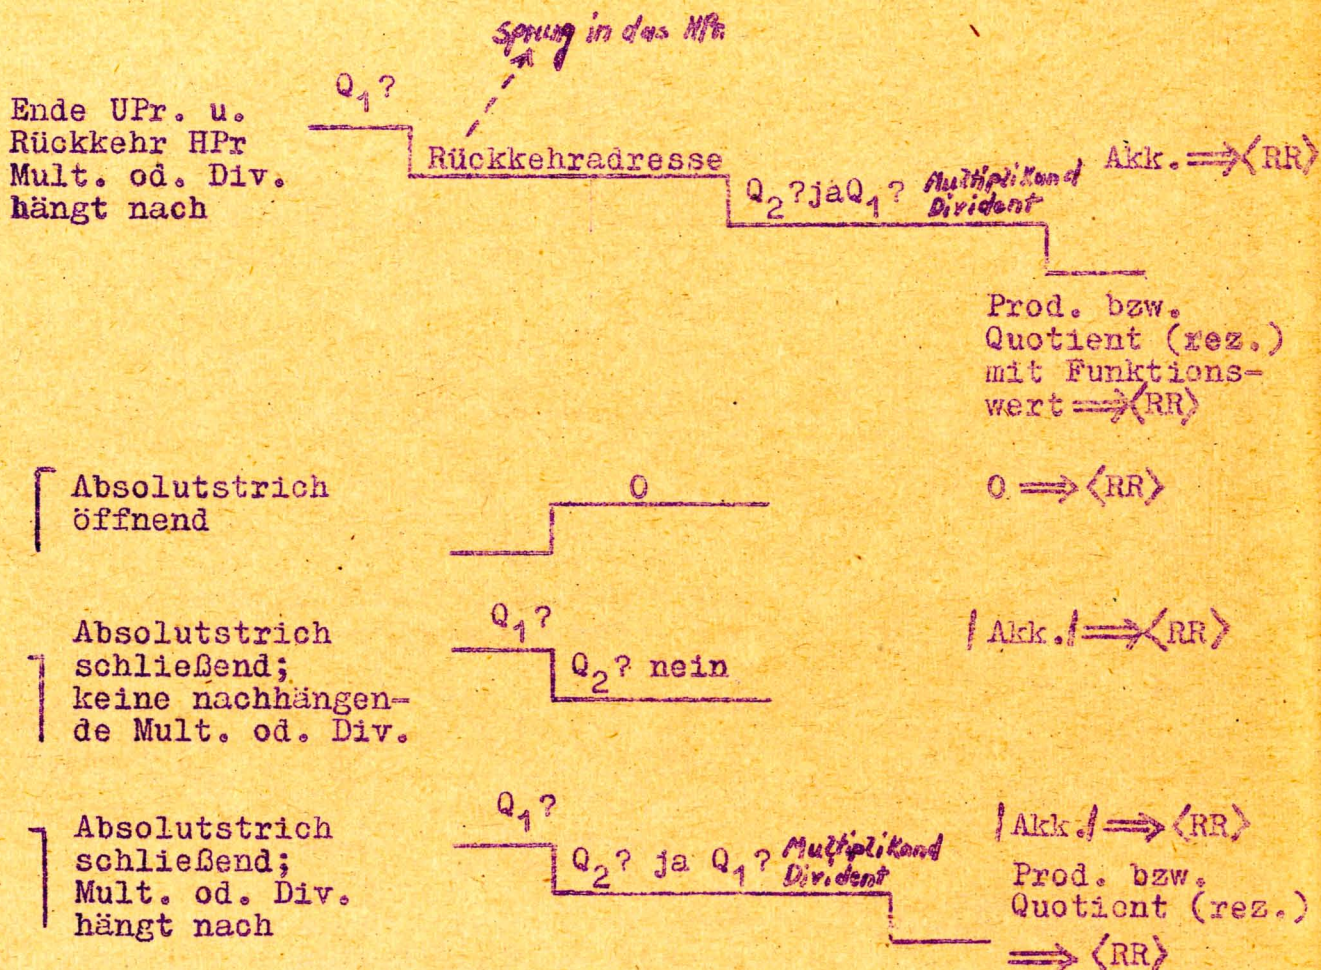 Sprung in das HPr.
Ende UPr. u.
Rückkehr HPr
Mult. od. Div.
hängt nach
Q₁?
Rückkehradresse
Q₂? ja Q₁? Multiplikand
Divident
Akk. ⟹ ⟨RR⟩
Prod. bzw.
Quotient (rez.)
mit Funktions-
wert ⟹ ⟨RR⟩
Absolutstrich
öffnend
0
0 ⟹ ⟨RR⟩
Absolutstrich
schließend;
keine nachhängen-
de Mult. od. Div.
Q₁?
Q₂? nein
|Akk.| ⟹ ⟨RR⟩
Absolutstrich
schließend;
Mult. od. Div.
hängt nach
Q₁?
Q₂? ja Q₁? Multiplikand
Divident
|Akk.| ⟹ ⟨RR⟩
Prod. bzw.
Quotient (rez.)
⟹ ⟨RR⟩